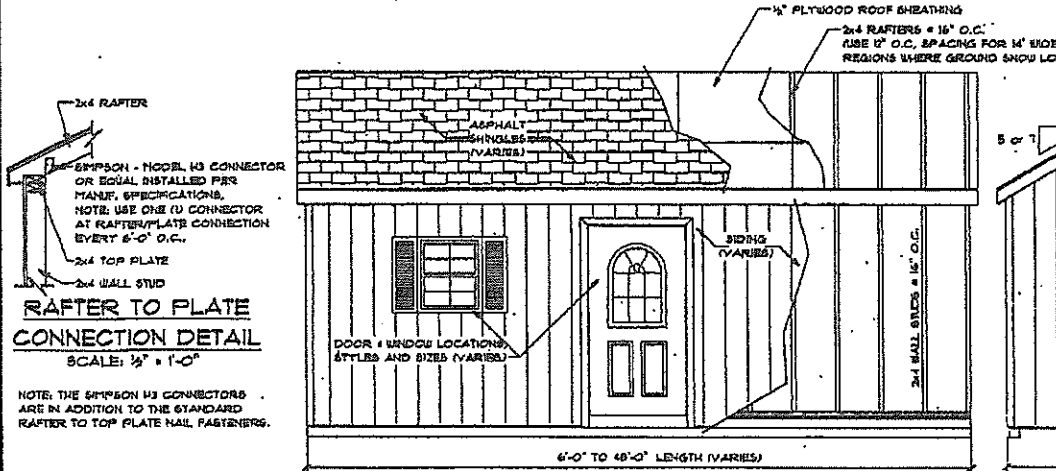 ½" PLYWOOD ROOF SHEATHING
2x4 RAFTERS @ 16" O.C.
(USE 12" O.C. SPACING FOR 14' WIDE
REGIONS WHERE GROUND SNOW LO
2x4 RAFTER
SIMPSON - MODEL H3 CONNECTOR
OR EQUAL INSTALLED PER
MANUF. SPECIFICATIONS.
NOTE: USE ONE (1) CONNECTOR
AT RAFTER/PLATE CONNECTION
EVERY 6'-0" O.C..
2x4 TOP PLATE
2x4 WALL STUD
RAFTER TO PLATE
CONNECTION DETAIL
SCALE: ½" = 1'-0"
NOTE: THE SIMPSON H3 CONNECTORS
ARE IN ADDITION TO THE STANDARD
RAFTER TO TOP PLATE NAIL FASTENERS.
ASPHALT
SHINGLES
(VARIES)
SIDING
(VARIES)
DOOR & WINDOW LOCATIONS,
STYLES AND SIZES (VARIES)
2x4 WALL STUDS @ 16" O.C.
6'-0" TO 48'-0" LENGTH (VARIES)
5 or 7